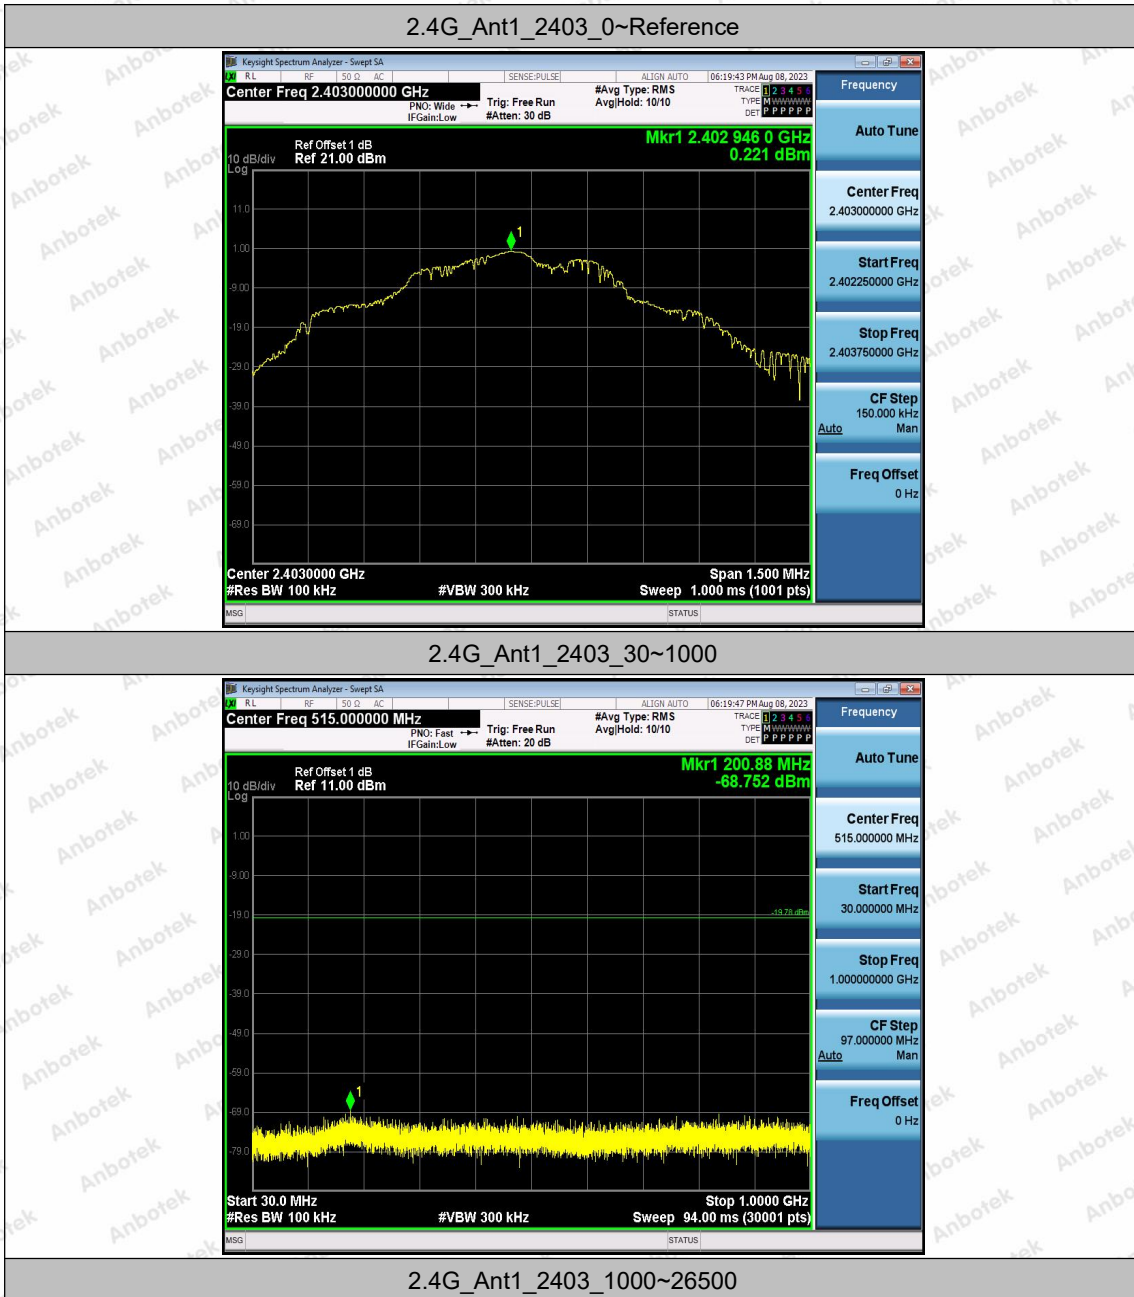 2.4G_Ant1_2403_0~Reference
Keysight Spectrum Analyzer - Swept SA
LXI RL RF 50 Ω AC SENSE:PULSE ALIGN AUTO 06:19:43 PM Aug 08, 2023
Center Freq 2.403000000 GHz
PNO: Wide
IFGain:Low
Trig: Free Run
#Atten: 30 dB
#Avg Type: RMS
Avg|Hold: 10/10
TRACE 1 2 3 4 5 6
TYPE M WWWWW
DET P P P P P P
Mkr1 2.402 946 0 GHz
0.221 dBm
Ref Offset 1 dB
10 dB/div Ref 21.00 dBm
Log
11.0
1.00
-9.00
-19.0
-29.0
-39.0
-49.0
-59.0
-69.0
1
Center 2.4030000 GHz Span 1.500 MHz
#Res BW 100 kHz #VBW 300 kHz Sweep 1.000 ms (1001 pts)
MSG STATUS
Frequency
Auto Tune
Center Freq
2.403000000 GHz
Start Freq
2.402250000 GHz
Stop Freq
2.403750000 GHz
CF Step
150.000 kHz
Auto Man
Freq Offset
0 Hz
2.4G_Ant1_2403_30~1000
Keysight Spectrum Analyzer - Swept SA
LXI RL RF 50 Ω AC SENSE:PULSE ALIGN AUTO 06:19:47 PM Aug 08, 2023
Center Freq 515.000000 MHz
PNO: Fast
IFGain:Low
Trig: Free Run
#Atten: 20 dB
#Avg Type: RMS
Avg|Hold: 10/10
TRACE 1 2 3 4 5 6
TYPE M WWWWW
DET P P P P P P
Mkr1 200.88 MHz
-68.752 dBm
Ref Offset 1 dB
10 dB/div Ref 11.00 dBm
Log
1.00
-9.00
-19.0
-29.0
-39.0
-49.0
-59.0
-69.0
-79.0
-19.78 dBm
1
Start 30.0 MHz Stop 1.0000 GHz
#Res BW 100 kHz #VBW 300 kHz Sweep 94.00 ms (30001 pts)
MSG STATUS
Frequency
Auto Tune
Center Freq
515.000000 MHz
Start Freq
30.000000 MHz
Stop Freq
1.000000000 GHz
CF Step
97.000000 MHz
Auto Man
Freq Offset
0 Hz
2.4G_Ant1_2403_1000~26500
Anbotek